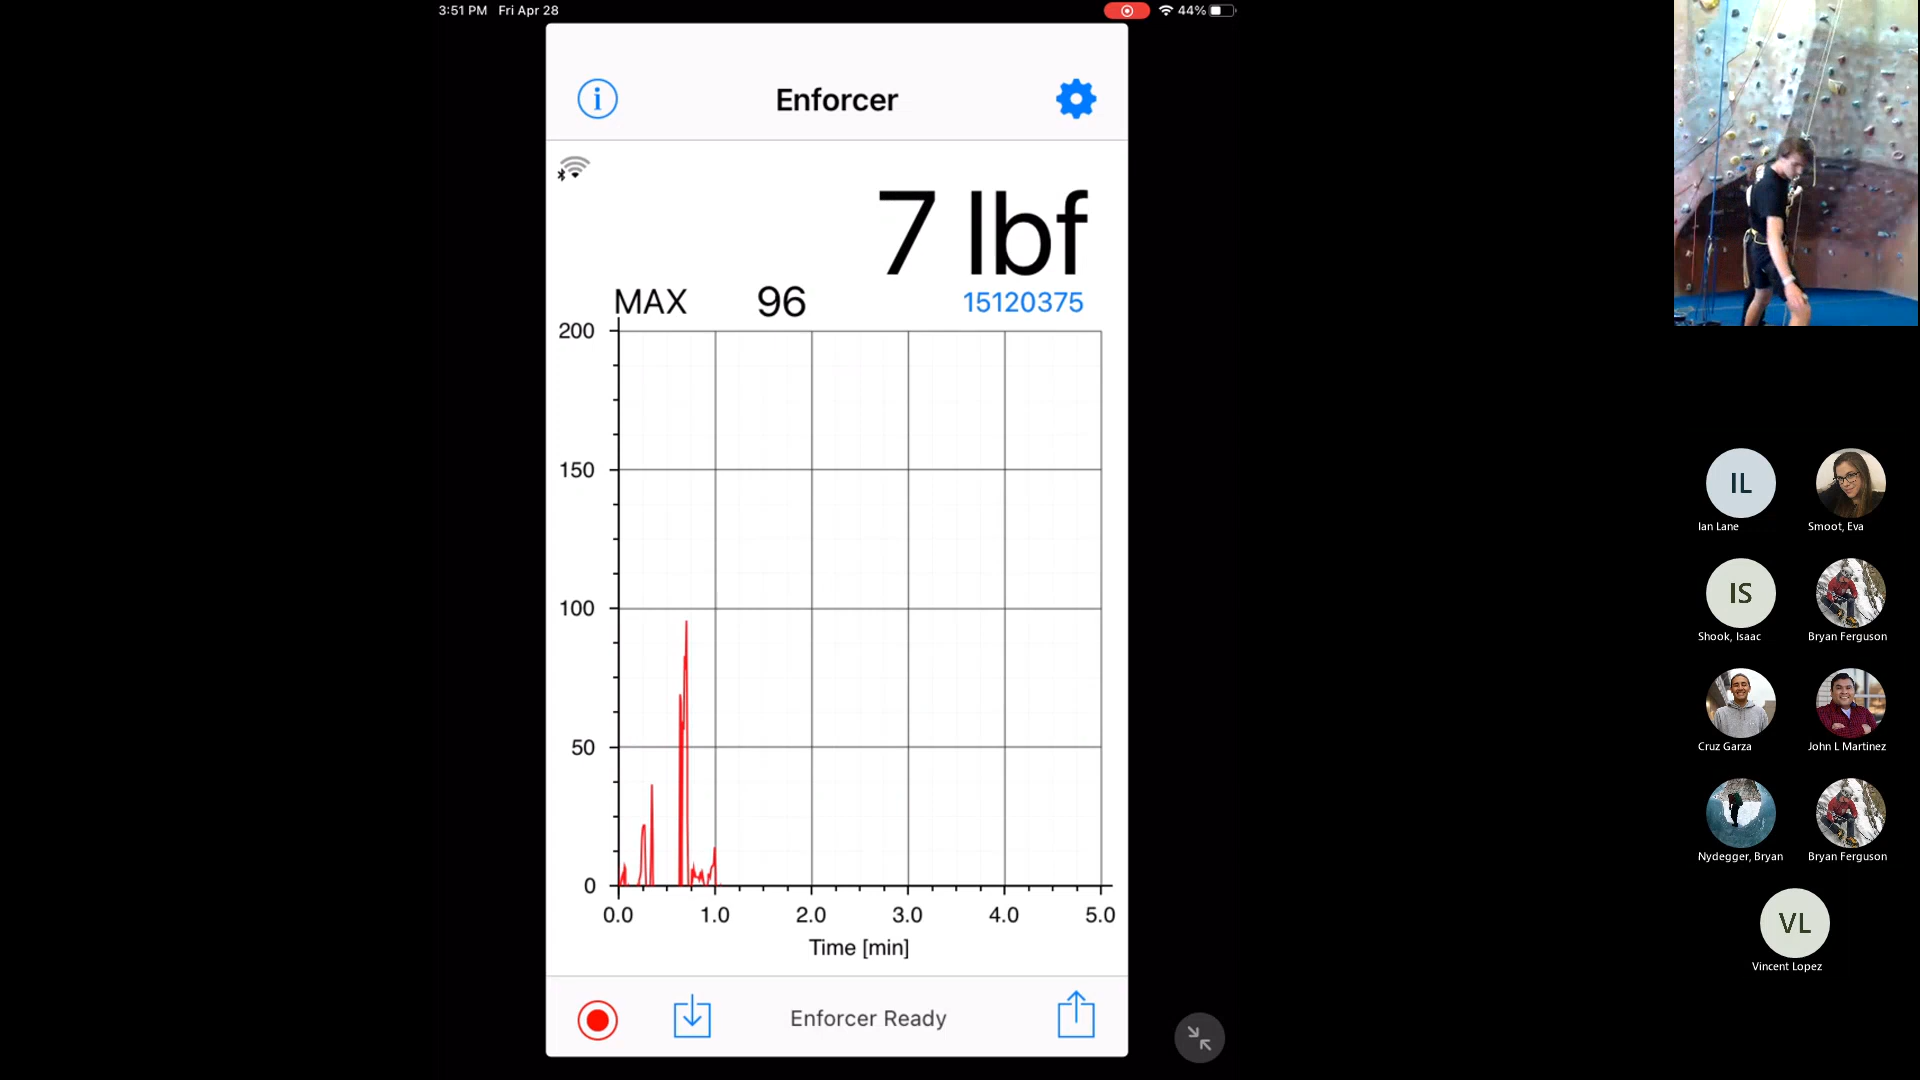 3:51 PM Fri Apr 28
44%
Enforcer
7 lbf
MAX 96 15120375
200
150
100
50
0
0.0 1.0 2.0 3.0 4.0 5.0
Time [min]
Enforcer Ready
IL
Ian Lane
Smoot, Eva
IS
Shook, Isaac
Bryan Ferguson
Cruz Garza
John L Martinez
Nydegger, Bryan
Bryan Ferguson
VL
Vincent Lopez